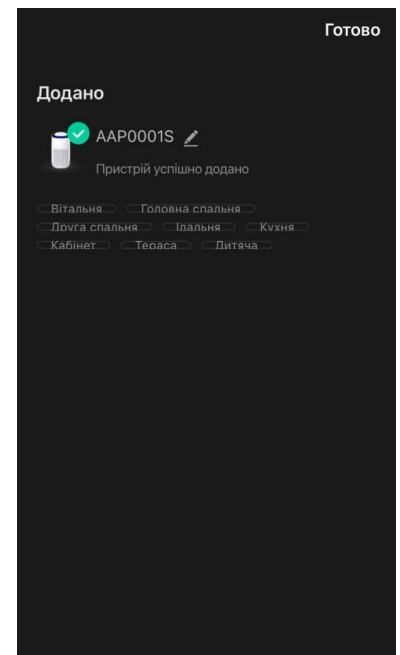 Готово
Додано
AAP0001S
Пристрій успішно додано
Вітальня Головна спальня
Друга спальня Їдальня Кухня
Кабінет Тераса Дитяча